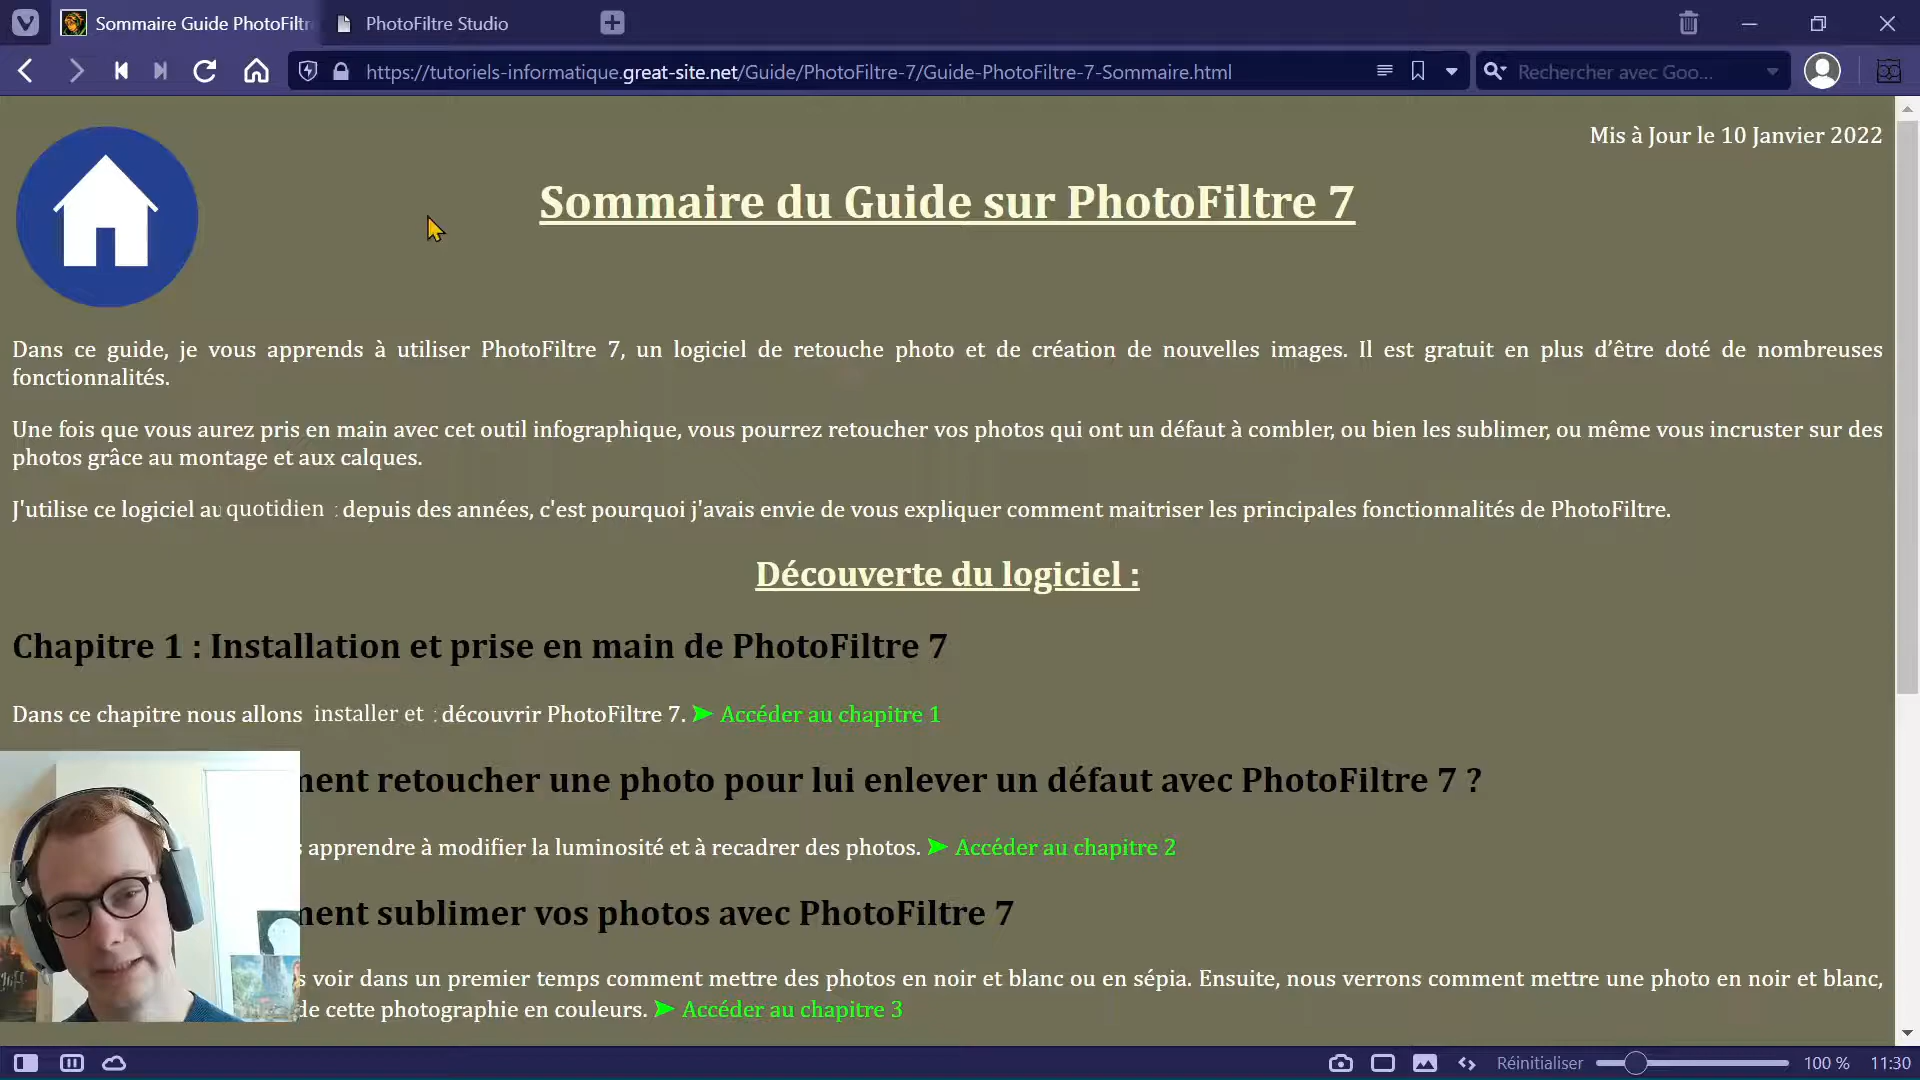 Sommaire Guide PhotoFiltr
PhotoFiltre Studio
https://tutoriels-informatique.great-site.net/Guide/PhotoFiltre-7/Guide-PhotoFiltre-7-Sommaire.html
Rechercher avec Goo...
Mis à Jour le 10 Janvier 2022
Sommaire du Guide sur PhotoFiltre 7
Dans ce guide, je vous apprends à utiliser PhotoFiltre 7, un logiciel de retouche photo et de création de nouvelles images. Il est gratuit en plus d’être doté de nombreuses
fonctionnalités.
Une fois que vous aurez pris en main avec cet outil infographique, vous pourrez retoucher vos photos qui ont un défaut à combler, ou bien les sublimer, ou même vous incruster sur des
photos grâce au montage et aux calques.
J'utilise ce logiciel au quotidien depuis des années, c'est pourquoi j'avais envie de vous expliquer comment maitriser les principales fonctionnalités de PhotoFiltre.
Découverte du logiciel :
Chapitre 1 : Installation et prise en main de PhotoFiltre 7
Dans ce chapitre nous allons installer et découvrir PhotoFiltre 7. ➤ Accéder au chapitre 1
ment retoucher une photo pour lui enlever un défaut avec PhotoFiltre 7 ?
s apprendre à modifier la luminosité et à recadrer des photos. ➤ Accéder au chapitre 2
ment sublimer vos photos avec PhotoFiltre 7
s voir dans un premier temps comment mettre des photos en noir et blanc ou en sépia. Ensuite, nous verrons comment mettre une photo en noir et blanc,
de cette photographie en couleurs. ➤ Accéder au chapitre 3
Réinitialiser
100 %
11:30